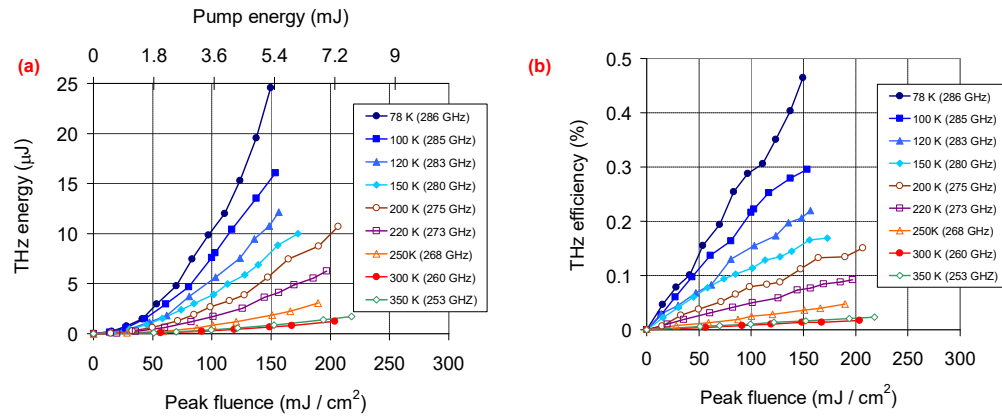 Pump energy (mJ)
0 1.8 3.6 5.4 7.2 9
(a)
25
20
15
10
5
0
THz energy (μJ)
0 50 100 150 200 250 300
Peak fluence (mJ / cm²)
78 K (286 GHz)
100 K (285 GHz)
120 K (283 GHz)
150 K (280 GHz)
200 K (275 GHz)
220 K (273 GHz)
250K (268 GHz)
300 K (260 GHz)
350 K (253 GHZ)
(b)
0.5
0.4
0.3
0.2
0.1
0
THz efficiency (%)
0 50 100 150 200 250 300
Peak fluence (mJ / cm²)
78 K (286 GHz)
100 K (285 GHz)
120 K (283 GHz)
150 K (280 GHz)
200 K (275 GHz)
220 K (273 GHz)
250K (268 GHz)
300 K (260 GHz)
350 K (253 GHz)